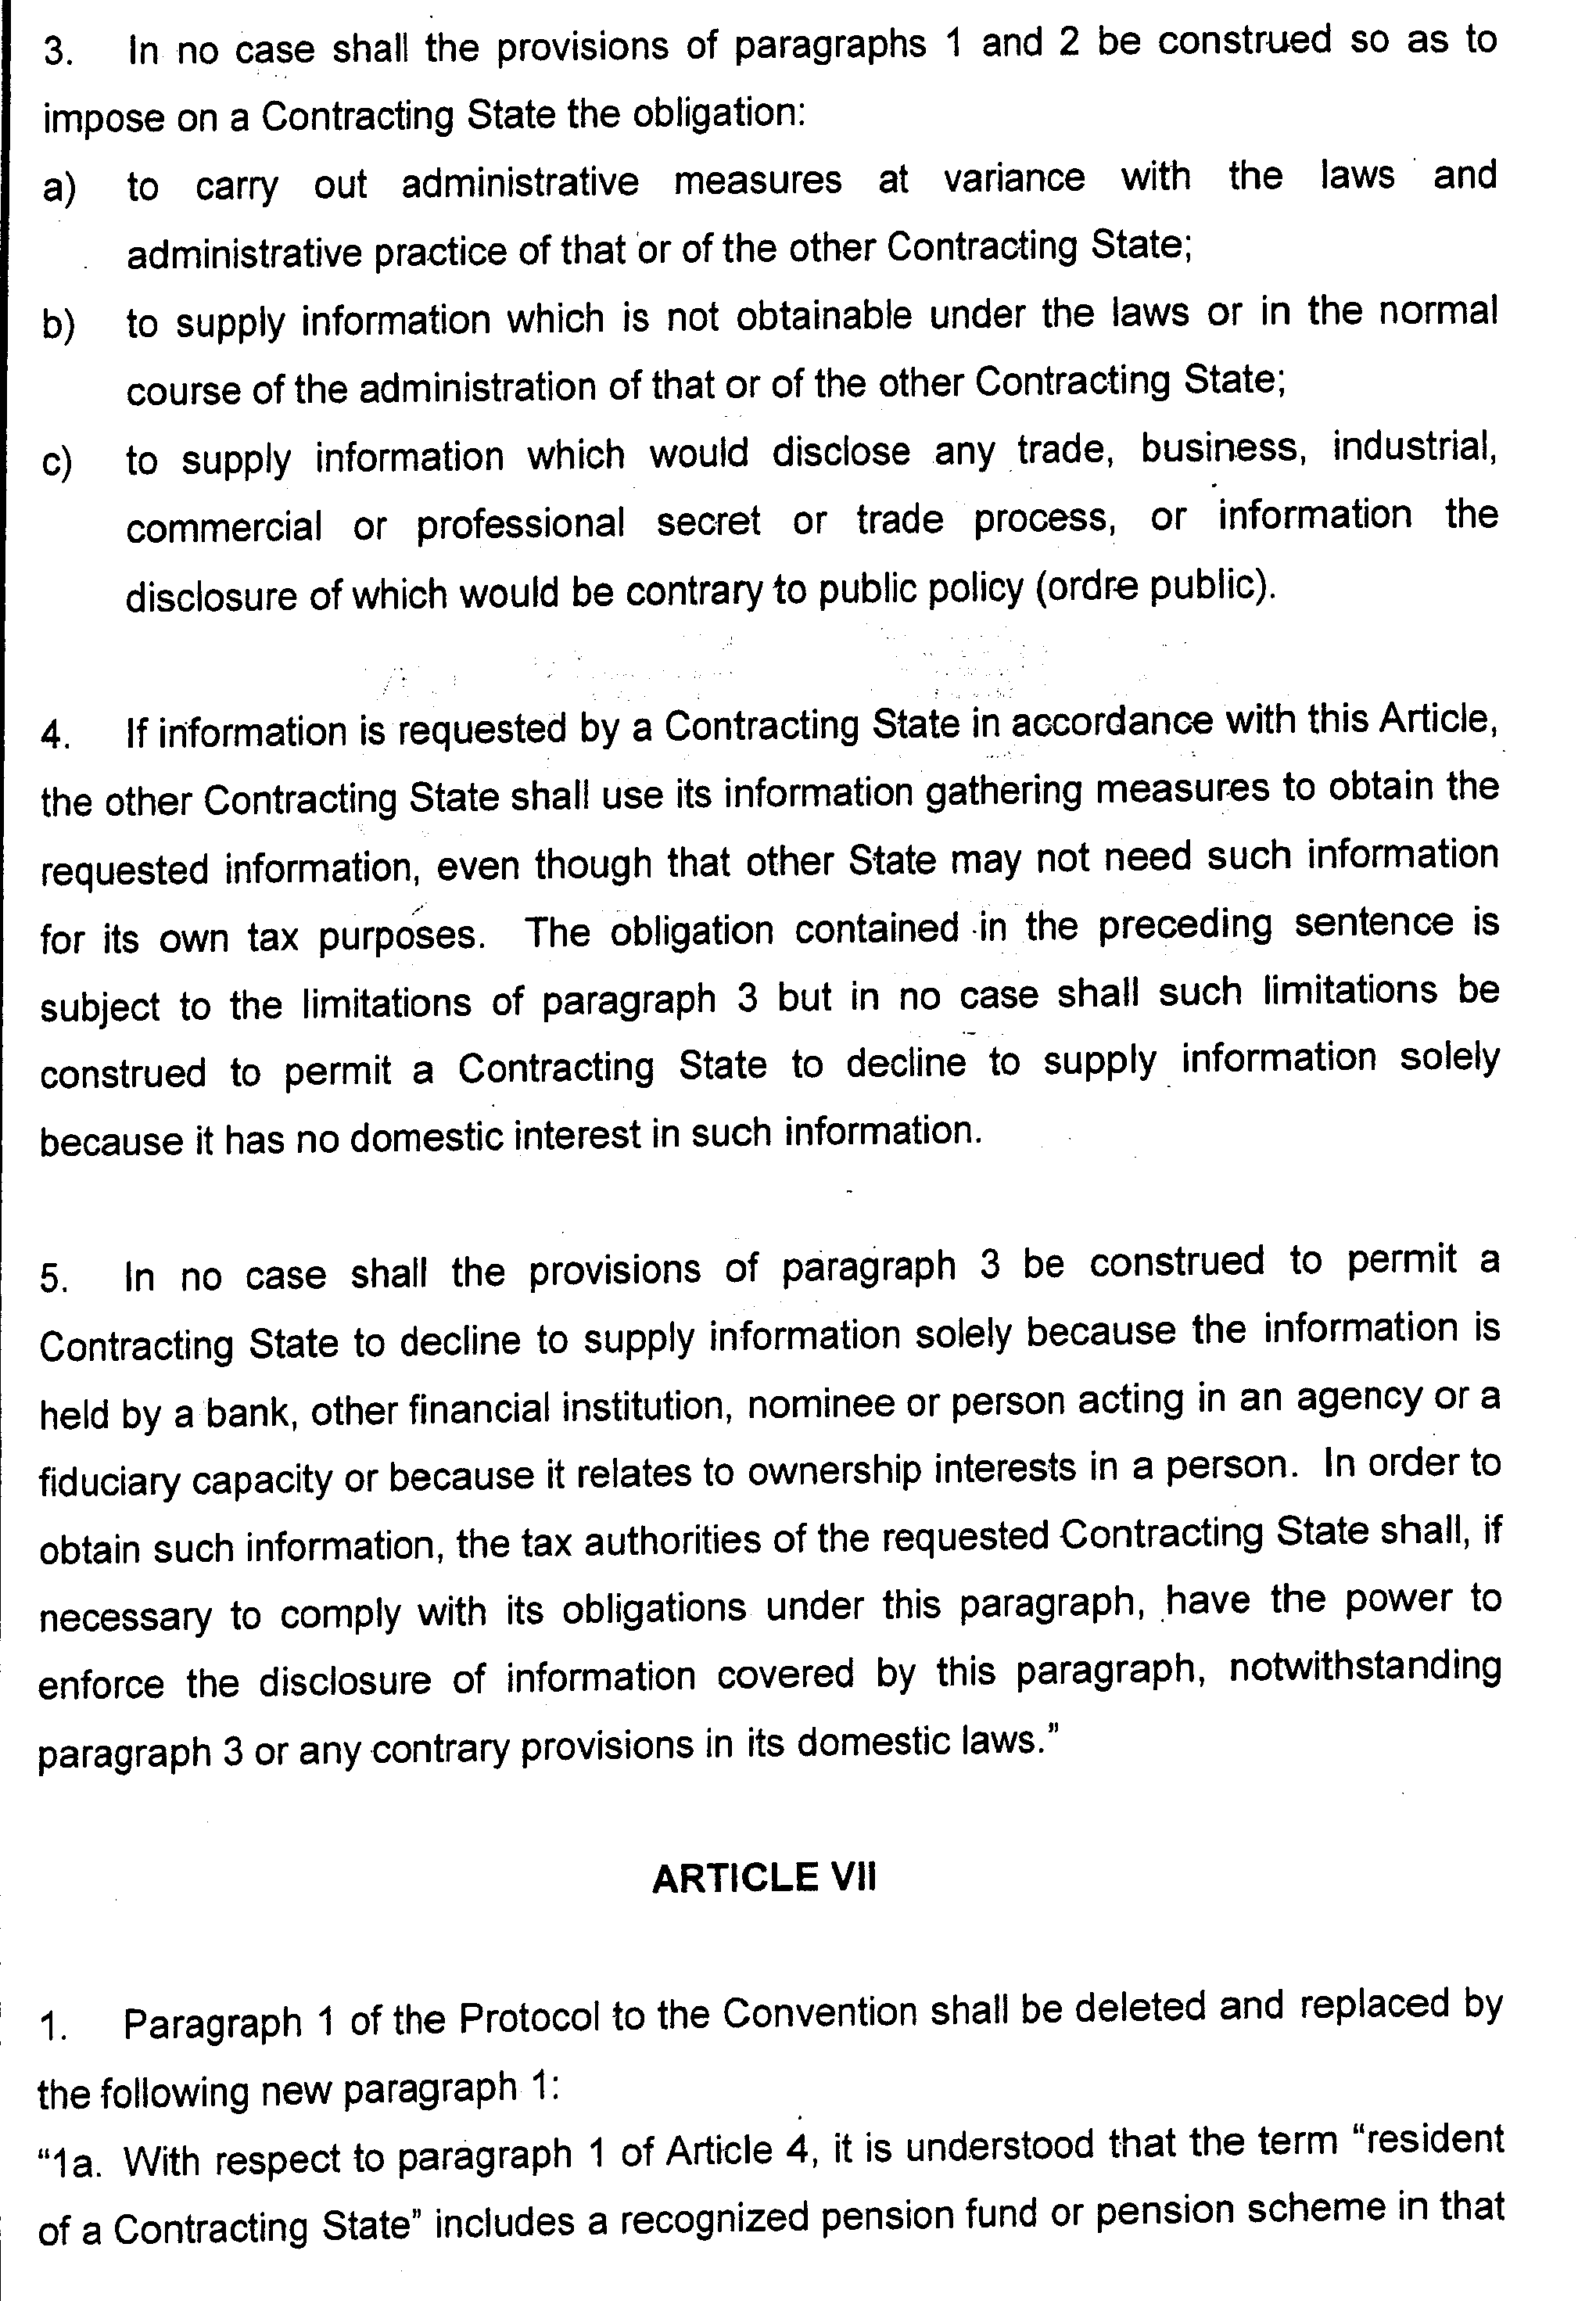 3. In no case shall the provisions of paragraphs 1 and 2 be construed so as to
impose on a Contracting State the obligation:
a) to carry out administrative measures at variance with the laws and
administrative practice of that or of the other Contracting State;
b) to supply information which is not obtainable under the laws or in the normal
course of the administration of that or of the other Contracting State;
c) to supply information which would disclose any trade, business, industrial,
commercial or professional secret or trade process, or information the
disclosure of which would be contrary to public policy (ordre public).
4. If information is requested by a Contracting State in accordance with this Article,
the other Contracting State shall use its information gathering measures to obtain the
requested information, even though that other State may not need such information
for its own tax purposes. The obligation contained in the preceding sentence is
subject to the limitations of paragraph 3 but in no case shall such limitations be
construed to permit a Contracting State to decline to supply information solely
because it has no domestic interest in such information.
5. In no case shall the provisions of paragraph 3 be construed to permit a
Contracting State to decline to supply information solely because the information is
held by a bank, other financial institution, nominee or person acting in an agency or a
fiduciary capacity or because it relates to ownership interests in a person. In order to
obtain such information, the tax authorities of the requested Contracting State shall, if
necessary to comply with its obligations under this paragraph, have the power to
enforce the disclosure of information covered by this paragraph, notwithstanding
paragraph 3 or any contrary provisions in its domestic laws.”
ARTICLE VII
1. Paragraph 1 of the Protocol to the Convention shall be deleted and replaced by
the following new paragraph 1:
“1a. With respect to paragraph 1 of Article 4, it is understood that the term “resident
of a Contracting State” includes a recognized pension fund or pension scheme in that